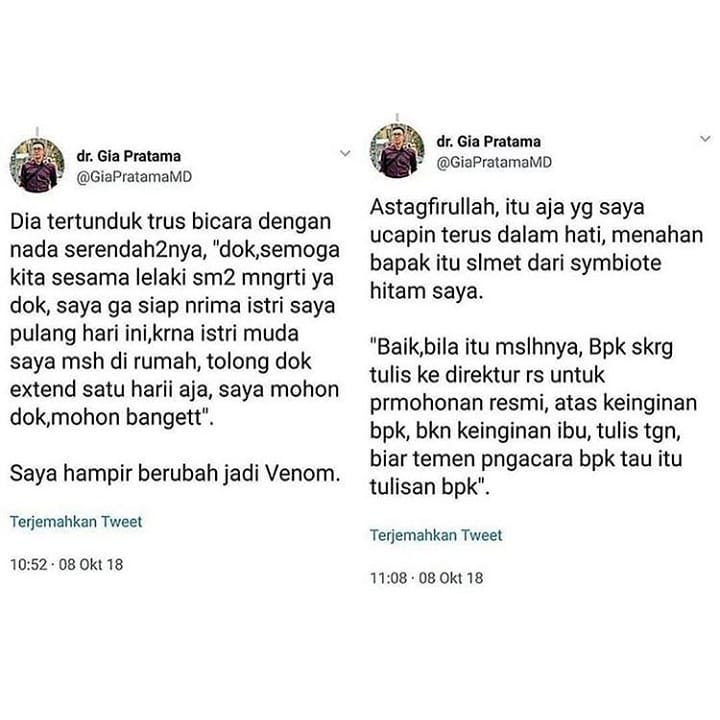 dr. Gia Pratama
@GiaPratamaMD
Dia tertunduk trus bicara dengan
nada serendah2nya, "dok,semoga
kita sesama lelaki sm2 mngrti ya
dok, saya ga siap nrima istri saya
pulang hari ini,krna istri muda
saya msh di rumah, tolong dok
extend satu harii aja, saya mohon
dok,mohon bangett".
Saya hampir berubah jadi Venom.
Terjemahkan Tweet
10:52 · 08 Okt 18
dr. Gia Pratama
@GiaPratamaMD
Astagfirullah, itu aja yg saya
ucapin terus dalam hati, menahan
bapak itu slmet dari symbiote
hitam saya.
"Baik,bila itu mslhnya, Bpk skrg
tulis ke direktur rs untuk
prmohonan resmi, atas keinginan
bpk, bkn keinginan ibu, tulis tgn,
biar temen pngacara bpk tau itu
tulisan bpk".
Terjemahkan Tweet
11:08 · 08 Okt 18